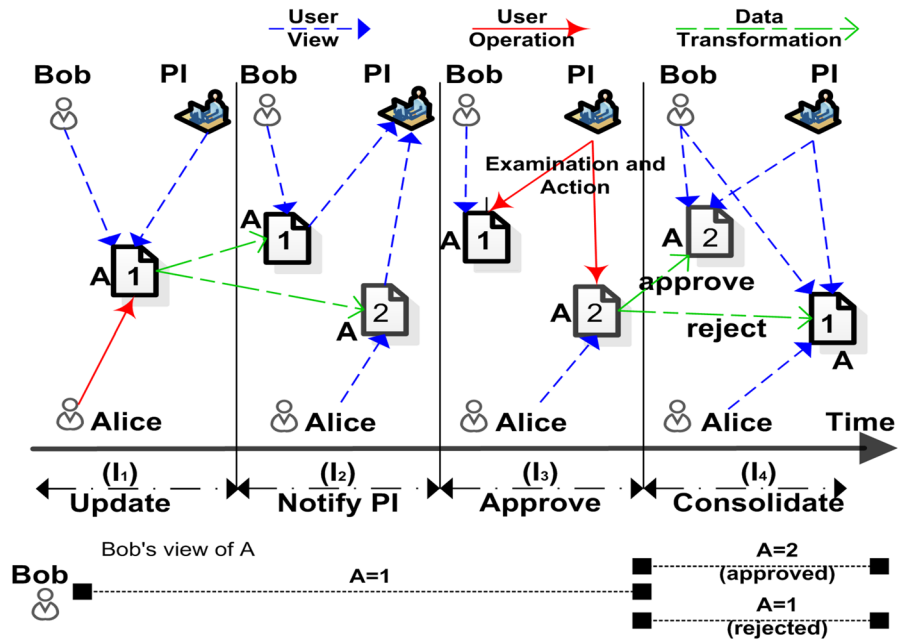 User
View
User
Operation
Data
Transformation
Bob
PI
Bob
PI
Bob
PI
Bob
PI
Examination and
Action
A
1
A
1
A
2
A
1
A
2
A
2
approve
reject
1
A
Alice
Alice
Alice
Alice
Time
(I₁)
Update
(I₂)
Notify PI
(I₃)
Approve
(I₄)
Consolidate
Bob's view of A
Bob
A=1
A=2
(approved)
A=1
(rejected)